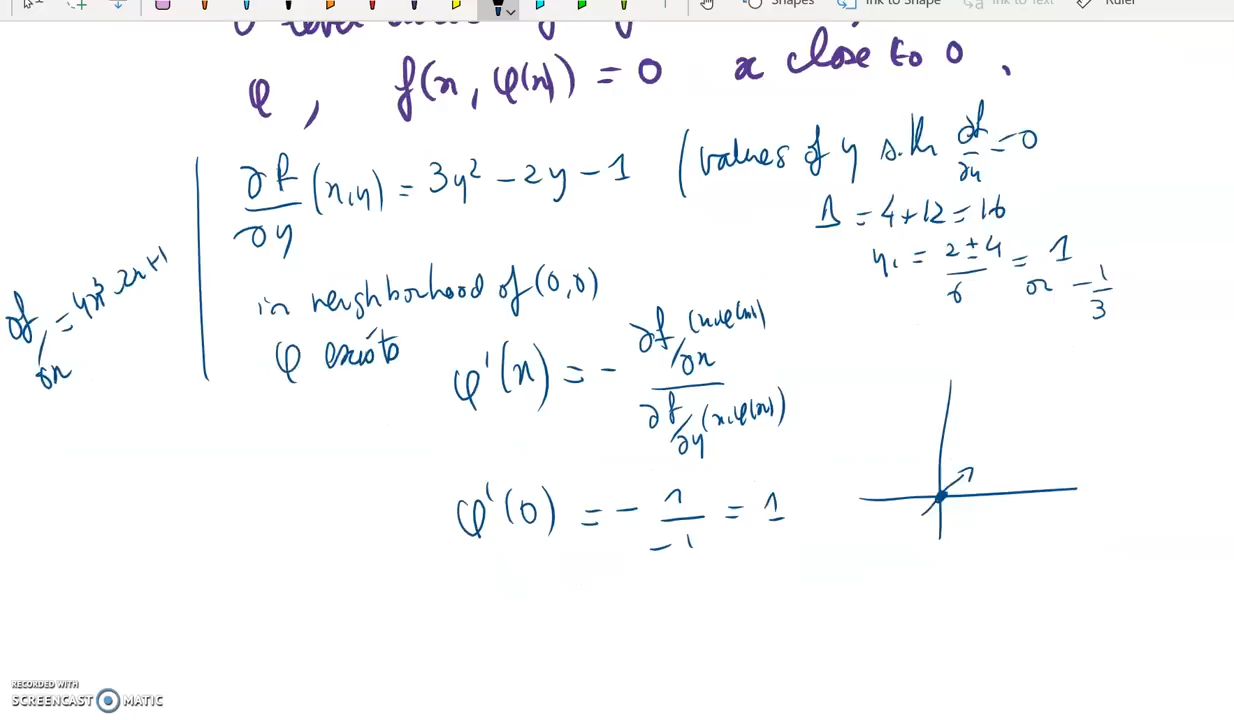 Shapes Ink to Shape Ink to Text Ruler
φ, f(x, φ(x)) = 0 x close to 0.
∂f/∂y (x,y) = 3y² - 2y - 1 (values of y s.th ∂f/∂y = 0
Δ = 4+12 = 16
y₁ = (2 ± 4)/6 = 1 or -1/3
∂f/∂x = 4x³ 2x+1
in neighborhood of (0,0)
φ exists
φ'(x) = - ∂f/∂x (x,φ(x)) / ∂f/∂y (x,φ(x))
φ'(0) = - 1/-1 = 1
RECORDED WITH
SCREENCAST MATIC